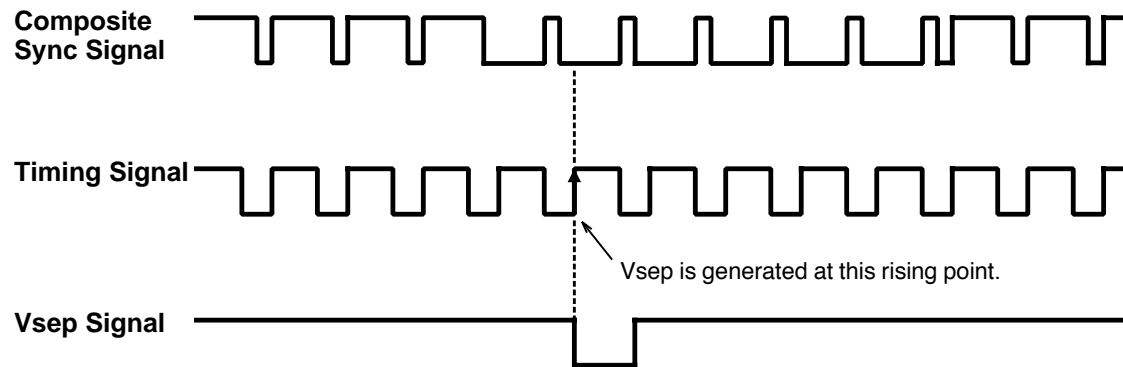 Composite
Sync Signal
Timing Signal
Vsep is generated at this rising point.
Vsep Signal